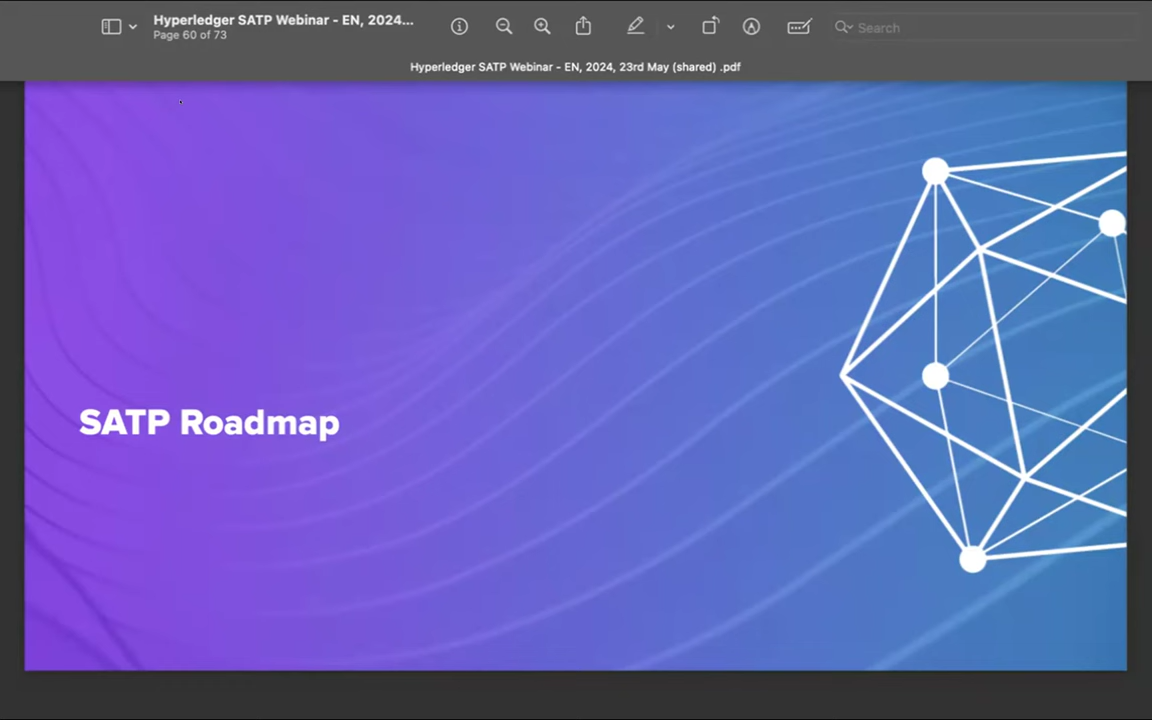 Hyperledger SATP Webinar - EN, 2024...
Page 60 of 73
Search
Hyperledger SATP Webinar - EN, 2024, 23rd May (shared) .pdf
SATP Roadmap